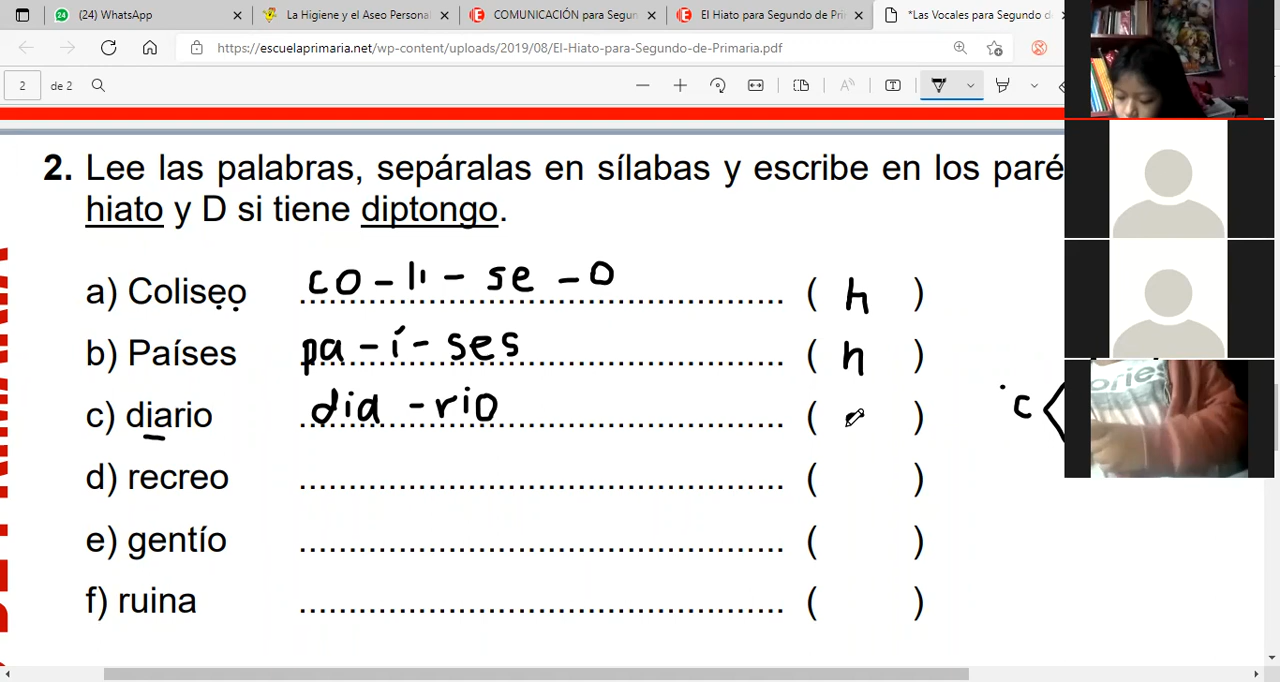 (24) WhatsApp
La Higiene y el Aseo Personal
COMUNICACIÓN para Segun
El Hiato para Segundo de Pri
*Las Vocales para Segundo d
https://escuelaprimaria.net/wp-content/uploads/2019/08/El-Hiato-para-Segundo-de-Primaria.pdf
2 de 2
2. Lee las palabras, sepáralas en sílabas y escribe en los paré
hiato y D si tiene diptongo.
a) Coliseo co - li - se - o ( h )
b) Países pa - í - ses ( h )
c) diario dia - rio ( ) c
d) recreo ( )
e) gentío ( )
f) ruina ( )
ories